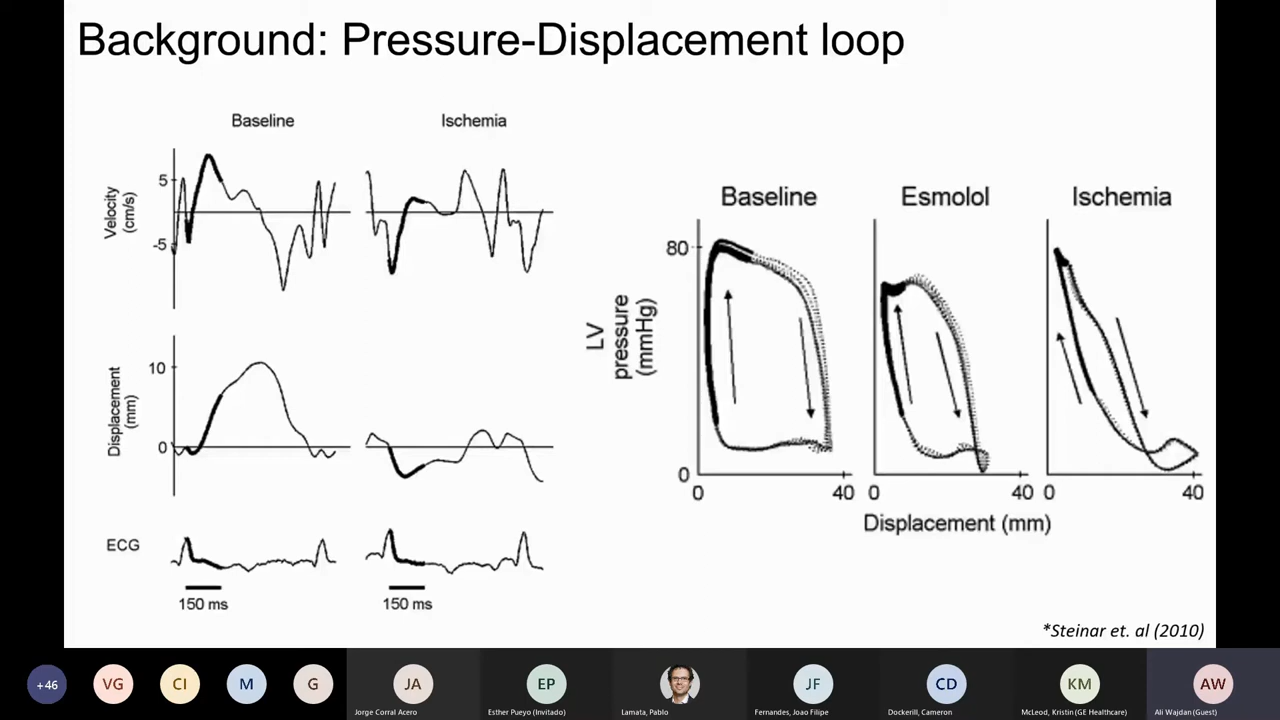 Background: Pressure-Displacement loop
Baseline
Ischemia
Velocity
(cm/s)
5
-5
Displacement
(mm)
10
0
ECG
150 ms
150 ms
Baseline
Esmolol
Ischemia
LV
pressure
(mmHg)
80
0
0
40
0
40
0
40
Displacement (mm)
*Steinar et. al (2010)
+46
VG
CI
M
G
JA
EP
JF
CD
KM
AW
Jorge Corral Acero
Esther Pueyo (Invitado)
Lamata, Pablo
Fernandes, Joao Filipe
Dockerill, Cameron
McLeod, Kristin (GE Healthcare)
Ali Wajdan (Guest)